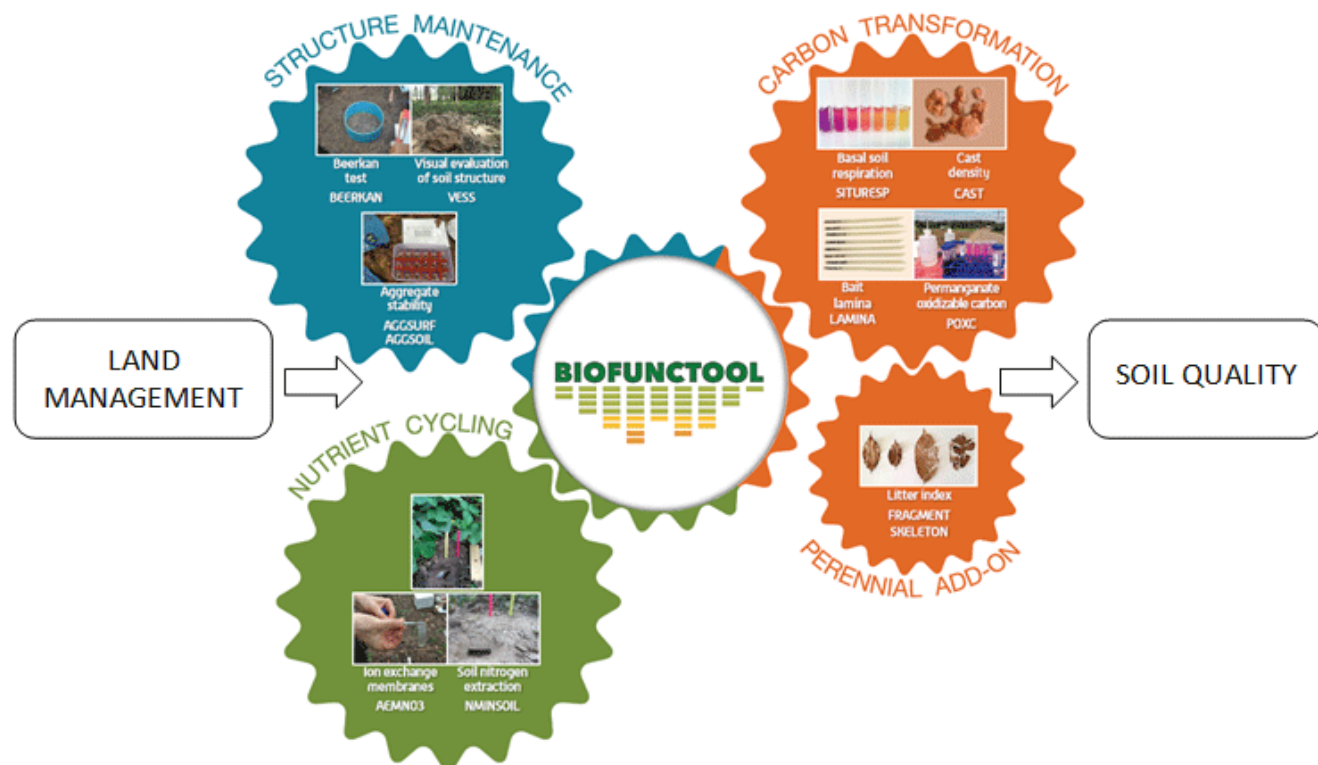 STRUCTURE MAINTENANCE
Beerkan
test
BEERKAN
Visual evaluation
of soil structure
VESS
Aggregate
stability
AGGSURF
AGGSOIL
CARBON TRANSFORMATION
Basal soil
respiration
SITURESP
Cast
density
CAST
Bait
lamina
LAMINA
Permanganate
oxidizable carbon
POXC
LAND
MANAGEMENT
BIOFUNCTOOL
SOIL QUALITY
NUTRIENT CYCLING
Ion exchange
membranes
AEMNO3
Soil nitrogen
extraction
NMINSOIL
Litter index
FRAGMENT
SKELETON
PERENNIAL ADD-ON